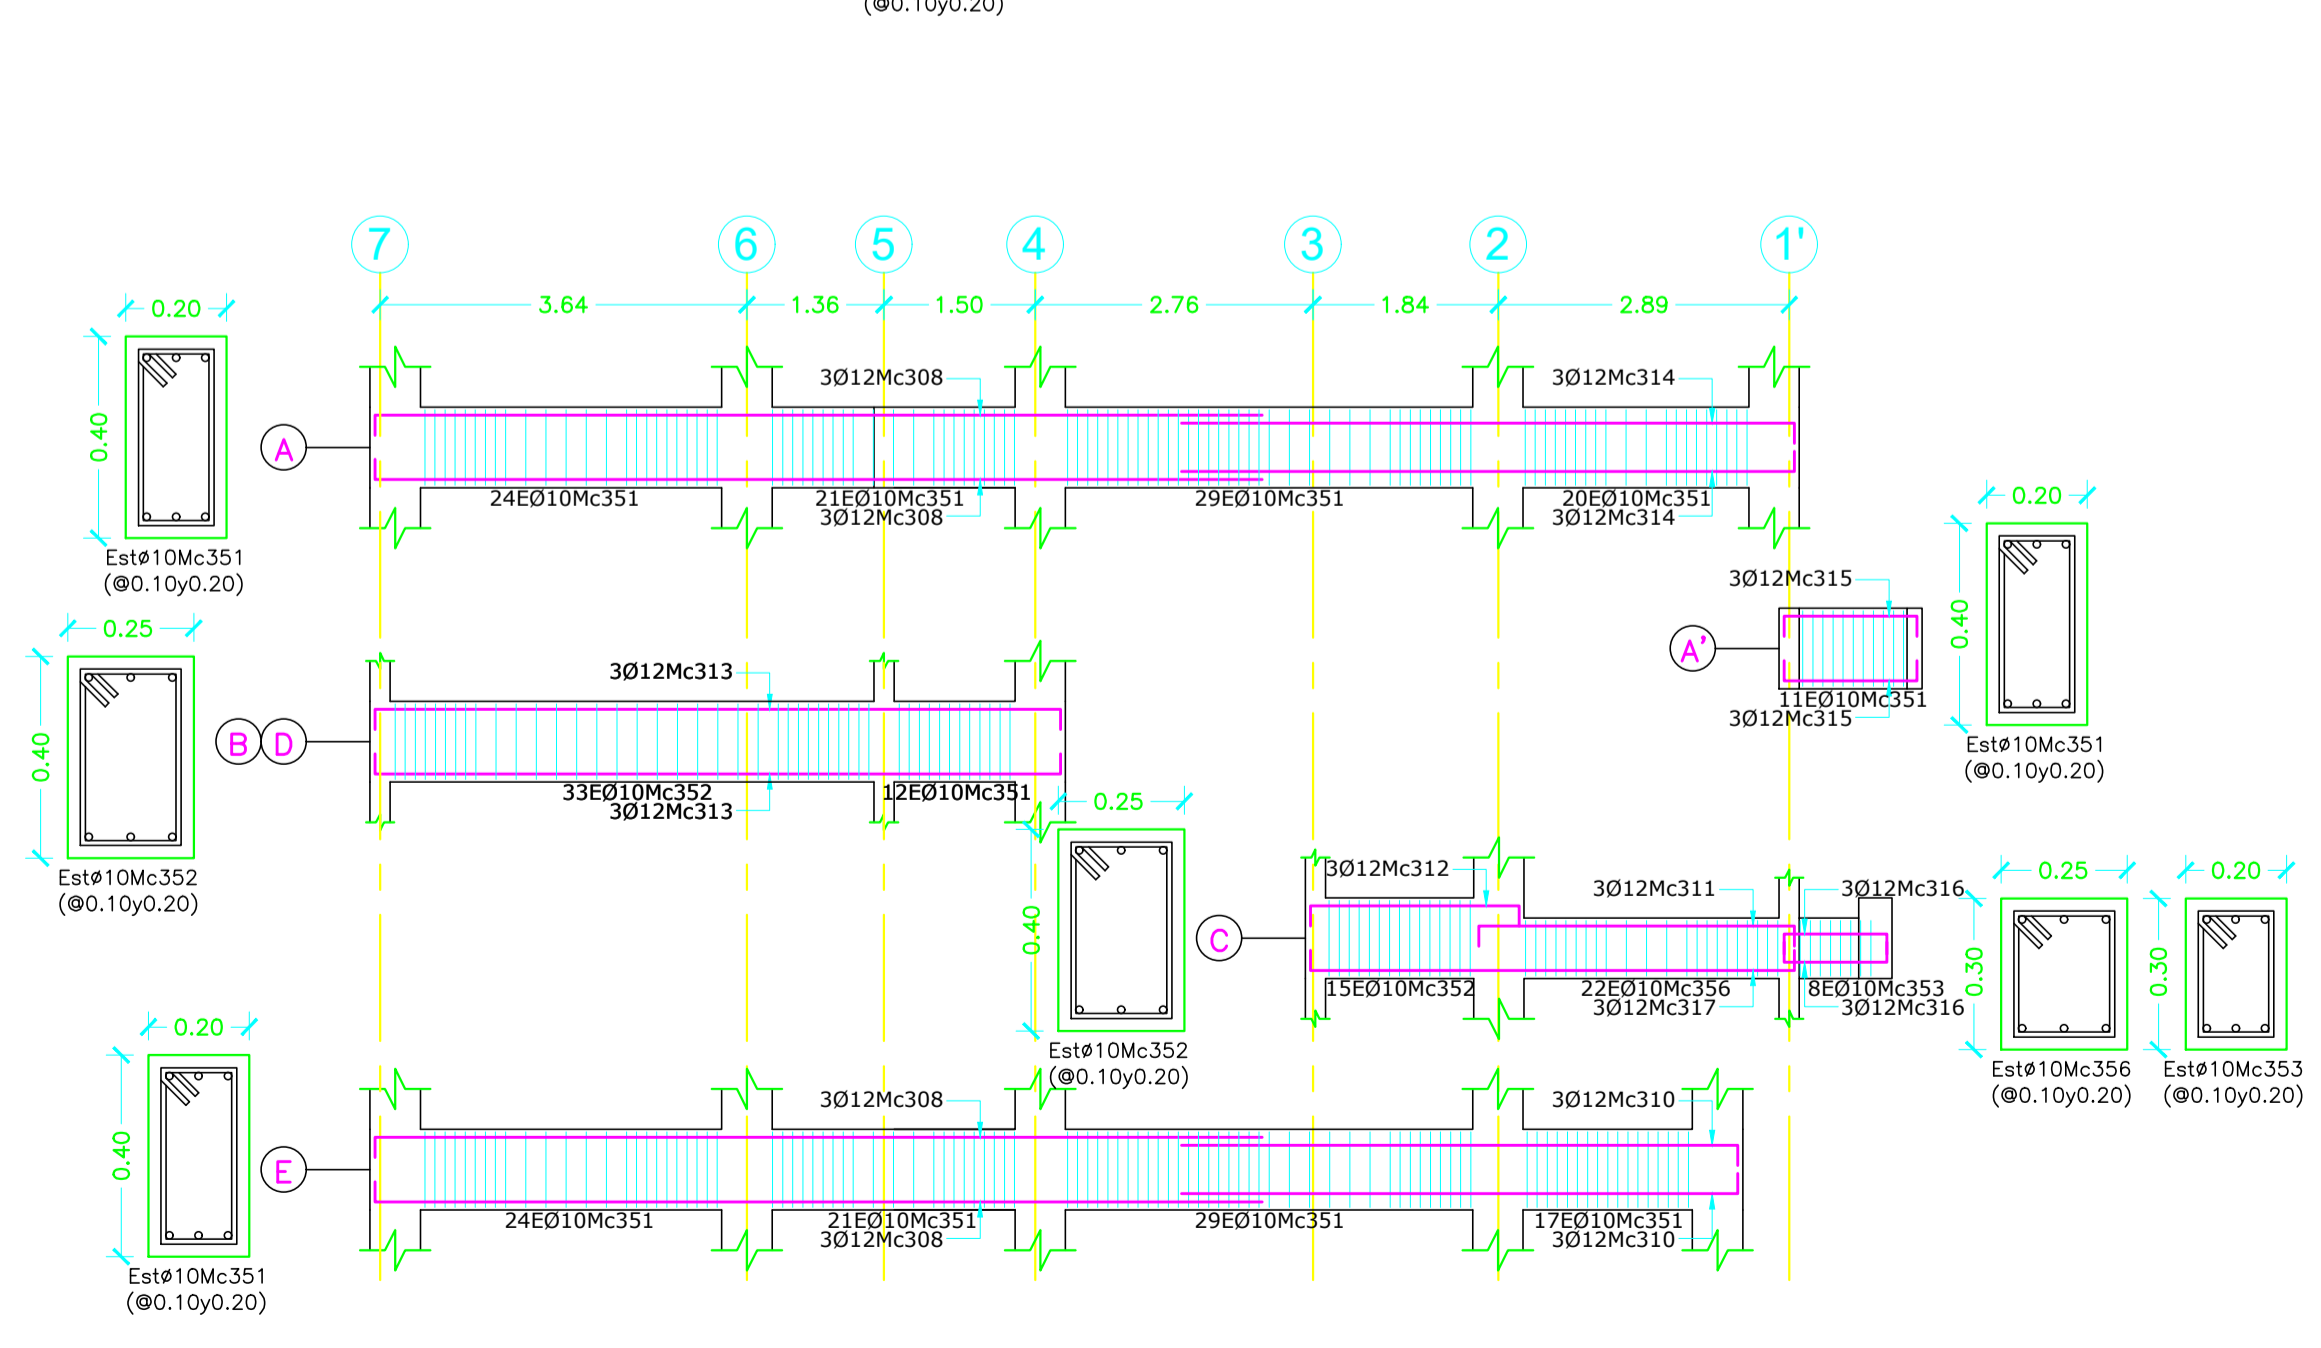 (@0.10y0.20)
7
6
5
4
3
2
1'
3.64
1.36
1.50
2.76
1.84
2.89
0.20
0.40
Estø10Mc351
(@0.10y0.20)
A
3Ø12Mc308
3Ø12Mc314
24EØ10Mc351
21EØ10Mc351
29EØ10Mc351
20EØ10Mc351
3Ø12Mc308
3Ø12Mc314
0.20
0.40
Estø10Mc351
(@0.10y0.20)
A'
3Ø12Mc315
11EØ10Mc351
3Ø12Mc315
0.25
0.40
Estø10Mc352
(@0.10y0.20)
B
D
3Ø12Mc313
33EØ10Mc352
12EØ10Mc351
3Ø12Mc313
0.25
0.40
Estø10Mc352
(@0.10y0.20)
C
3Ø12Mc312
3Ø12Mc311
3Ø12Mc316
15EØ10Mc352
22EØ10Mc356
8EØ10Mc353
3Ø12Mc317
3Ø12Mc316
0.25
0.30
Estø10Mc356
(@0.10y0.20)
0.20
0.30
Estø10Mc353
(@0.10y0.20)
0.20
0.40
Estø10Mc351
(@0.10y0.20)
E
3Ø12Mc308
3Ø12Mc310
24EØ10Mc351
21EØ10Mc351
29EØ10Mc351
17EØ10Mc351
3Ø12Mc308
3Ø12Mc310